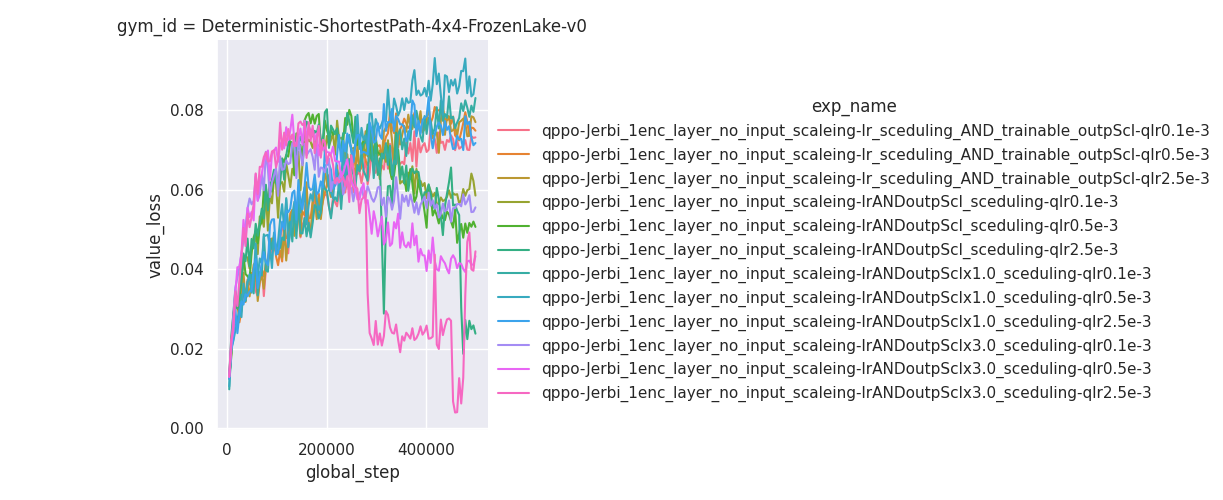 gym_id = Deterministic-ShortestPath-4x4-FrozenLake-v0
value_loss
0.08
0.06
0.04
0.02
0.00
0
200000
400000
global_step
exp_name
qppo-Jerbi_1enc_layer_no_input_scaleing-lr_sceduling_AND_trainable_outpScl-qlr0.1e-3
qppo-Jerbi_1enc_layer_no_input_scaleing-lr_sceduling_AND_trainable_outpScl-qlr0.5e-3
qppo-Jerbi_1enc_layer_no_input_scaleing-lr_sceduling_AND_trainable_outpScl-qlr2.5e-3
qppo-Jerbi_1enc_layer_no_input_scaleing-lrANDoutpScl_sceduling-qlr0.1e-3
qppo-Jerbi_1enc_layer_no_input_scaleing-lrANDoutpScl_sceduling-qlr0.5e-3
qppo-Jerbi_1enc_layer_no_input_scaleing-lrANDoutpScl_sceduling-qlr2.5e-3
qppo-Jerbi_1enc_layer_no_input_scaleing-lrANDoutpSclx1.0_sceduling-qlr0.1e-3
qppo-Jerbi_1enc_layer_no_input_scaleing-lrANDoutpSclx1.0_sceduling-qlr0.5e-3
qppo-Jerbi_1enc_layer_no_input_scaleing-lrANDoutpSclx1.0_sceduling-qlr2.5e-3
qppo-Jerbi_1enc_layer_no_input_scaleing-lrANDoutpSclx3.0_sceduling-qlr0.1e-3
qppo-Jerbi_1enc_layer_no_input_scaleing-lrANDoutpSclx3.0_sceduling-qlr0.5e-3
qppo-Jerbi_1enc_layer_no_input_scaleing-lrANDoutpSclx3.0_sceduling-qlr2.5e-3